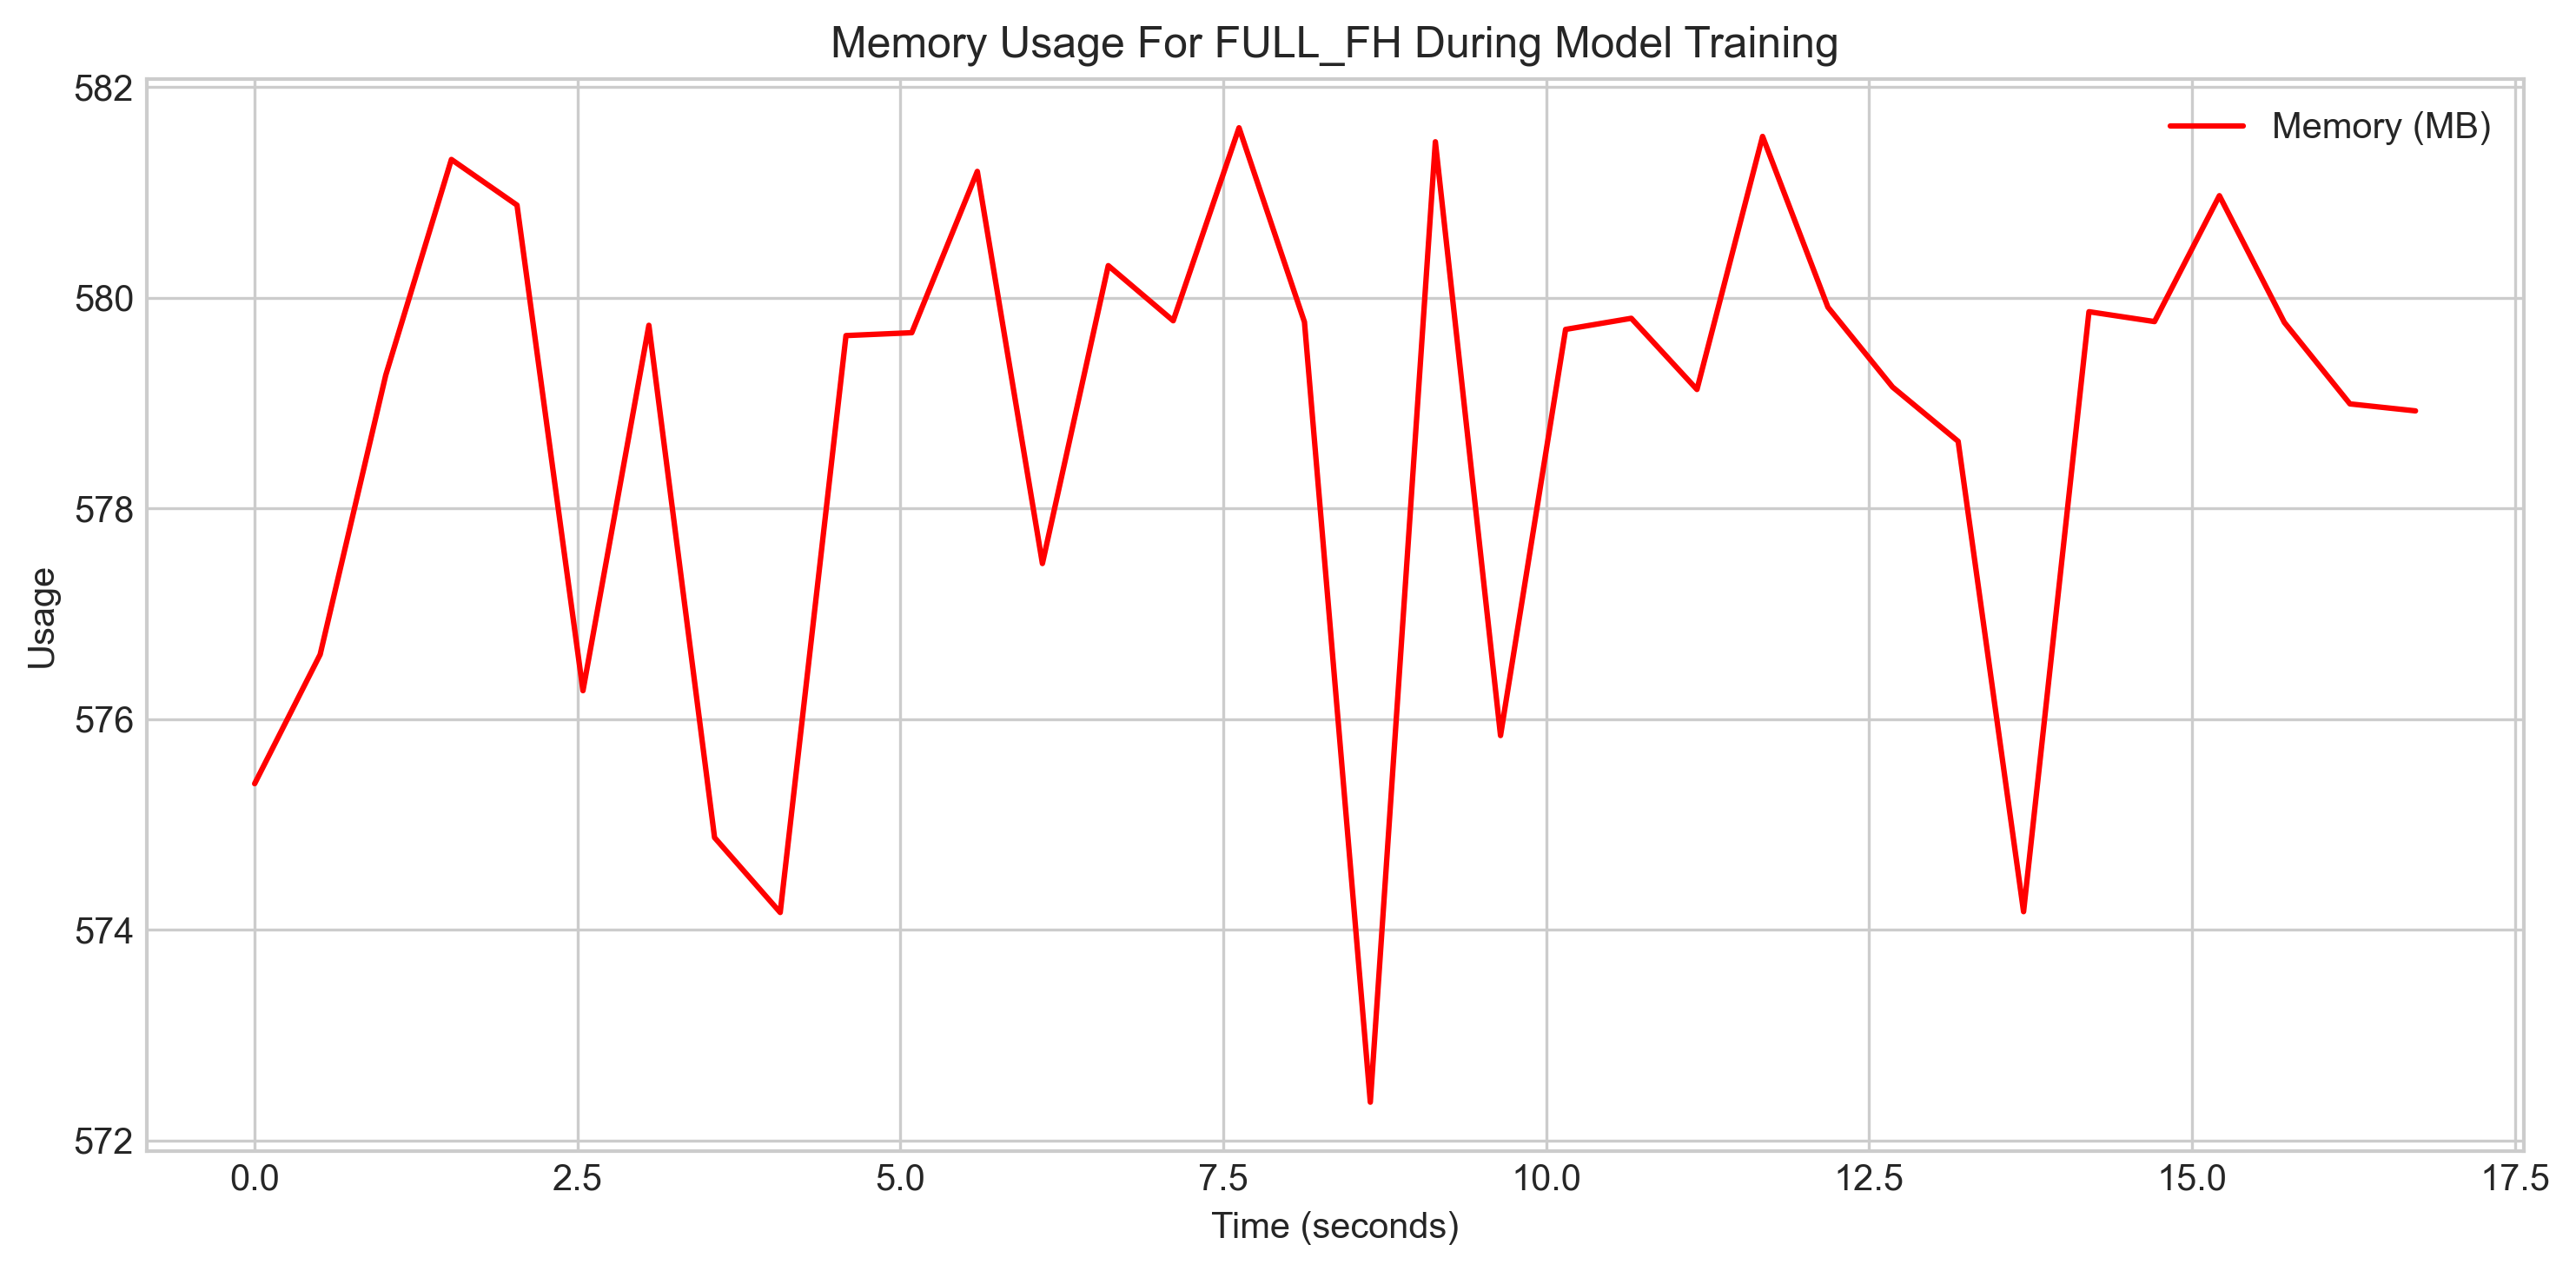 Memory Usage For FULL_FH During Model Training
582
580
578
576
574
572
Usage
Memory (MB)
0.0 2.5 5.0 7.5 10.0 12.5 15.0 17.5
Time (seconds)